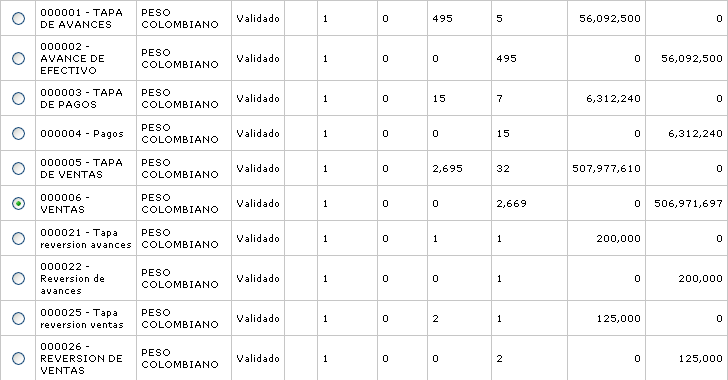 000001 - TAPA DE AVANCES PESO COLOMBIANO Validado 1 0 495 5 56,092,500 0
000002 - AVANCE DE EFECTIVO PESO COLOMBIANO Validado 1 0 0 495 0 56,092,500
000003 - TAPA DE PAGOS PESO COLOMBIANO Validado 1 0 15 7 6,312,240 0
000004 - Pagos PESO COLOMBIANO Validado 1 0 0 15 0 6,312,240
000005 - TAPA DE VENTAS PESO COLOMBIANO Validado 1 0 2,695 32 507,977,610 0
000006 - VENTAS PESO COLOMBIANO Validado 1 0 0 2,669 0 506,971,697
000021 - Tapa reversion avances PESO COLOMBIANO Validado 1 0 1 1 200,000 0
000022 - Reversion de avances PESO COLOMBIANO Validado 1 0 0 1 0 200,000
000025 - Tapa reversion ventas PESO COLOMBIANO Validado 1 0 2 1 125,000 0
000026 - REVERSION DE VENTAS PESO COLOMBIANO Validado 1 0 0 2 0 125,000